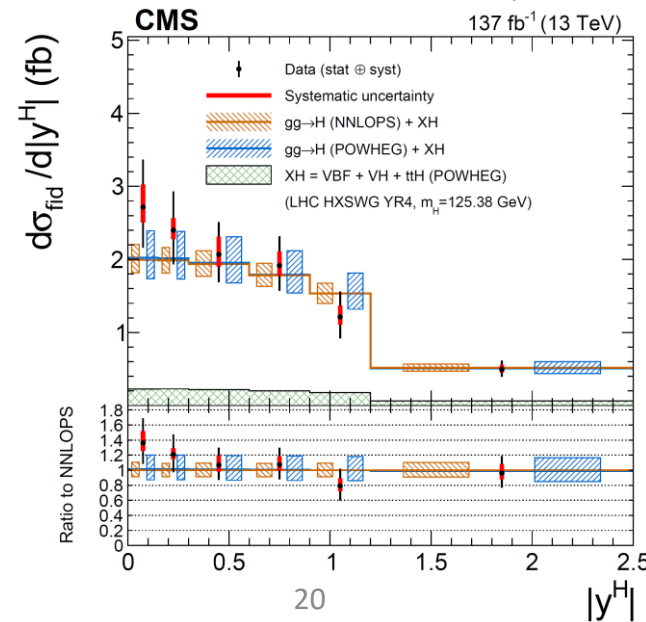 CMS
137 fb⁻¹ (13 TeV)
dσ_fid /d|y^H| (fb)
5
4
3
2
1
Data (stat ⊕ syst)
Systematic uncertainty
gg→H (NNLOPS) + XH
gg→H (POWHEG) + XH
XH = VBF + VH + ttH (POWHEG)
(LHC HXSWG YR4, m_H=125.38 GeV)
Ratio to NNLOPS
1.8
1.6
1.4
1.2
1
0.8
0.6
0.4
0.2
0
0 0.5 1 1.5 2 2.5
20
|y^H|